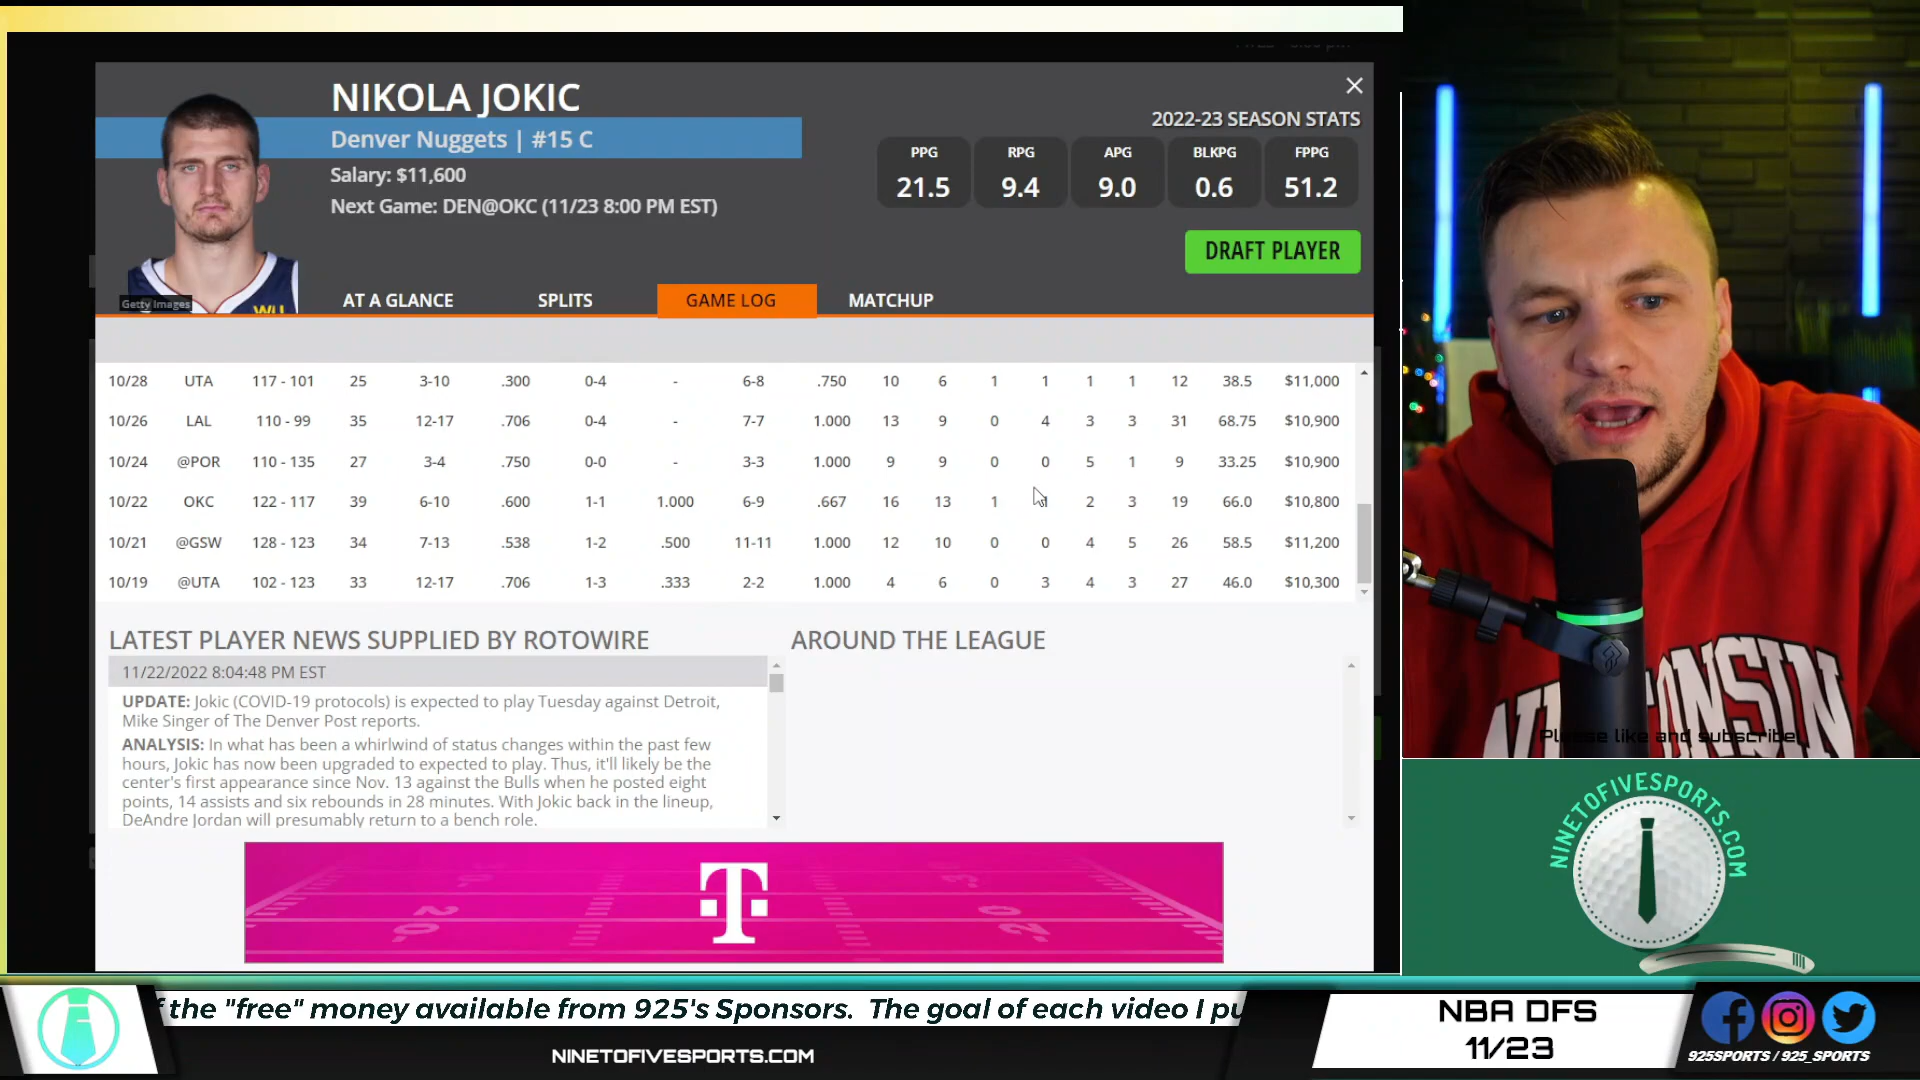 NIKOLA JOKIC
Denver Nuggets | #15 C
Salary: $11,600
Next Game: DEN@OKC (11/23 8:00 PM EST)
Getty Images
2022-23 SEASON STATS
PPG RPG APG BLKPG FPPG
21.5 9.4 9.0 0.6 51.2
DRAFT PLAYER
AT A GLANCE SPLITS GAME LOG MATCHUP
10/28 UTA 117 - 101 25 3-10 .300 0-4 - 6-8 .750 10 6 1 1 1 1 12 38.5 $11,000
10/26 LAL 110 - 99 35 12-17 .706 0-4 - 7-7 1.000 13 9 0 4 3 3 31 68.75 $10,900
10/24 @POR 110 - 135 27 3-4 .750 0-0 - 3-3 1.000 9 9 0 0 5 1 9 33.25 $10,900
10/22 OKC 122 - 117 39 6-10 .600 1-1 1.000 6-9 .667 16 13 1 2 3 19 66.0 $10,800
10/21 @GSW 128 - 123 34 7-13 .538 1-2 .500 11-11 1.000 12 10 0 0 4 5 26 58.5 $11,200
10/19 @UTA 102 - 123 33 12-17 .706 1-3 .333 2-2 1.000 4 6 0 3 4 3 27 46.0 $10,300
LATEST PLAYER NEWS SUPPLIED BY ROTOWIRE
11/22/2022 8:04:48 PM EST
UPDATE: Jokic (COVID-19 protocols) is expected to play Tuesday against Detroit,
Mike Singer of The Denver Post reports.
ANALYSIS: In what has been a whirlwind of status changes within the past few
hours, Jokic has now been upgraded to expected to play. Thus, it'll likely be the
center's first appearance since Nov. 13 against the Bulls when he posted eight
points, 14 assists and six rebounds in 28 minutes. With Jokic back in the lineup,
DeAndre Jordan will presumably return to a bench role.
AROUND THE LEAGUE
T
Please like and subscribe
NINETOFIVESPORTS.COM
f the "free" money available from 925's Sponsors. The goal of each video I pu
NINETOFIVESPORTS.COM
NBA DFS
11/23
925SPORTS / 925_SPORTS